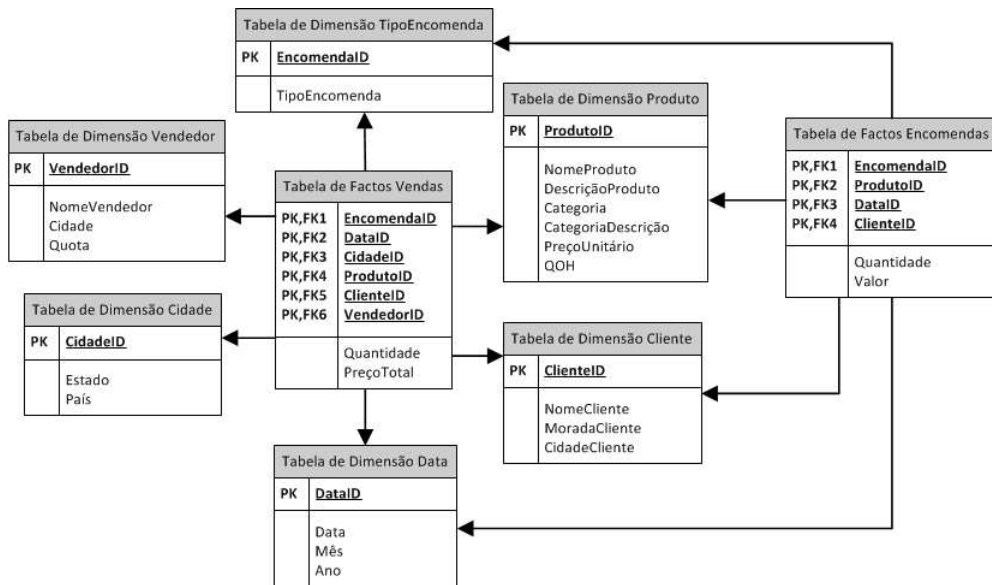 Tabela de Dimensão TipoEncomenda
PK EncomendaID
TipoEncomenda
Tabela de Dimensão Vendedor
PK VendedorID
NomeVendedor
Cidade
Quota
Tabela de Dimensão Produto
PK ProdutoID
NomeProduto
DescriçãoProduto
Categoria
CategoriaDescrição
PreçoUnitário
QOH
Tabela de Factos Encomendas
PK,FK1 EncomendaID
PK,FK2 ProdutoID
PK,FK3 DataID
PK,FK4 ClienteID
Quantidade
Valor
Tabela de Factos Vendas
PK,FK1 EncomendaID
PK,FK2 DataID
PK,FK3 CidadeID
PK,FK4 ProdutoID
PK,FK5 ClienteID
PK,FK6 VendedorID
Quantidade
PreçoTotal
Tabela de Dimensão Cidade
PK CidadeID
Estado
País
Tabela de Dimensão Cliente
PK ClienteID
NomeCliente
MoradaCliente
CidadeCliente
Tabela de Dimensão Data
PK DataID
Data
Mês
Ano